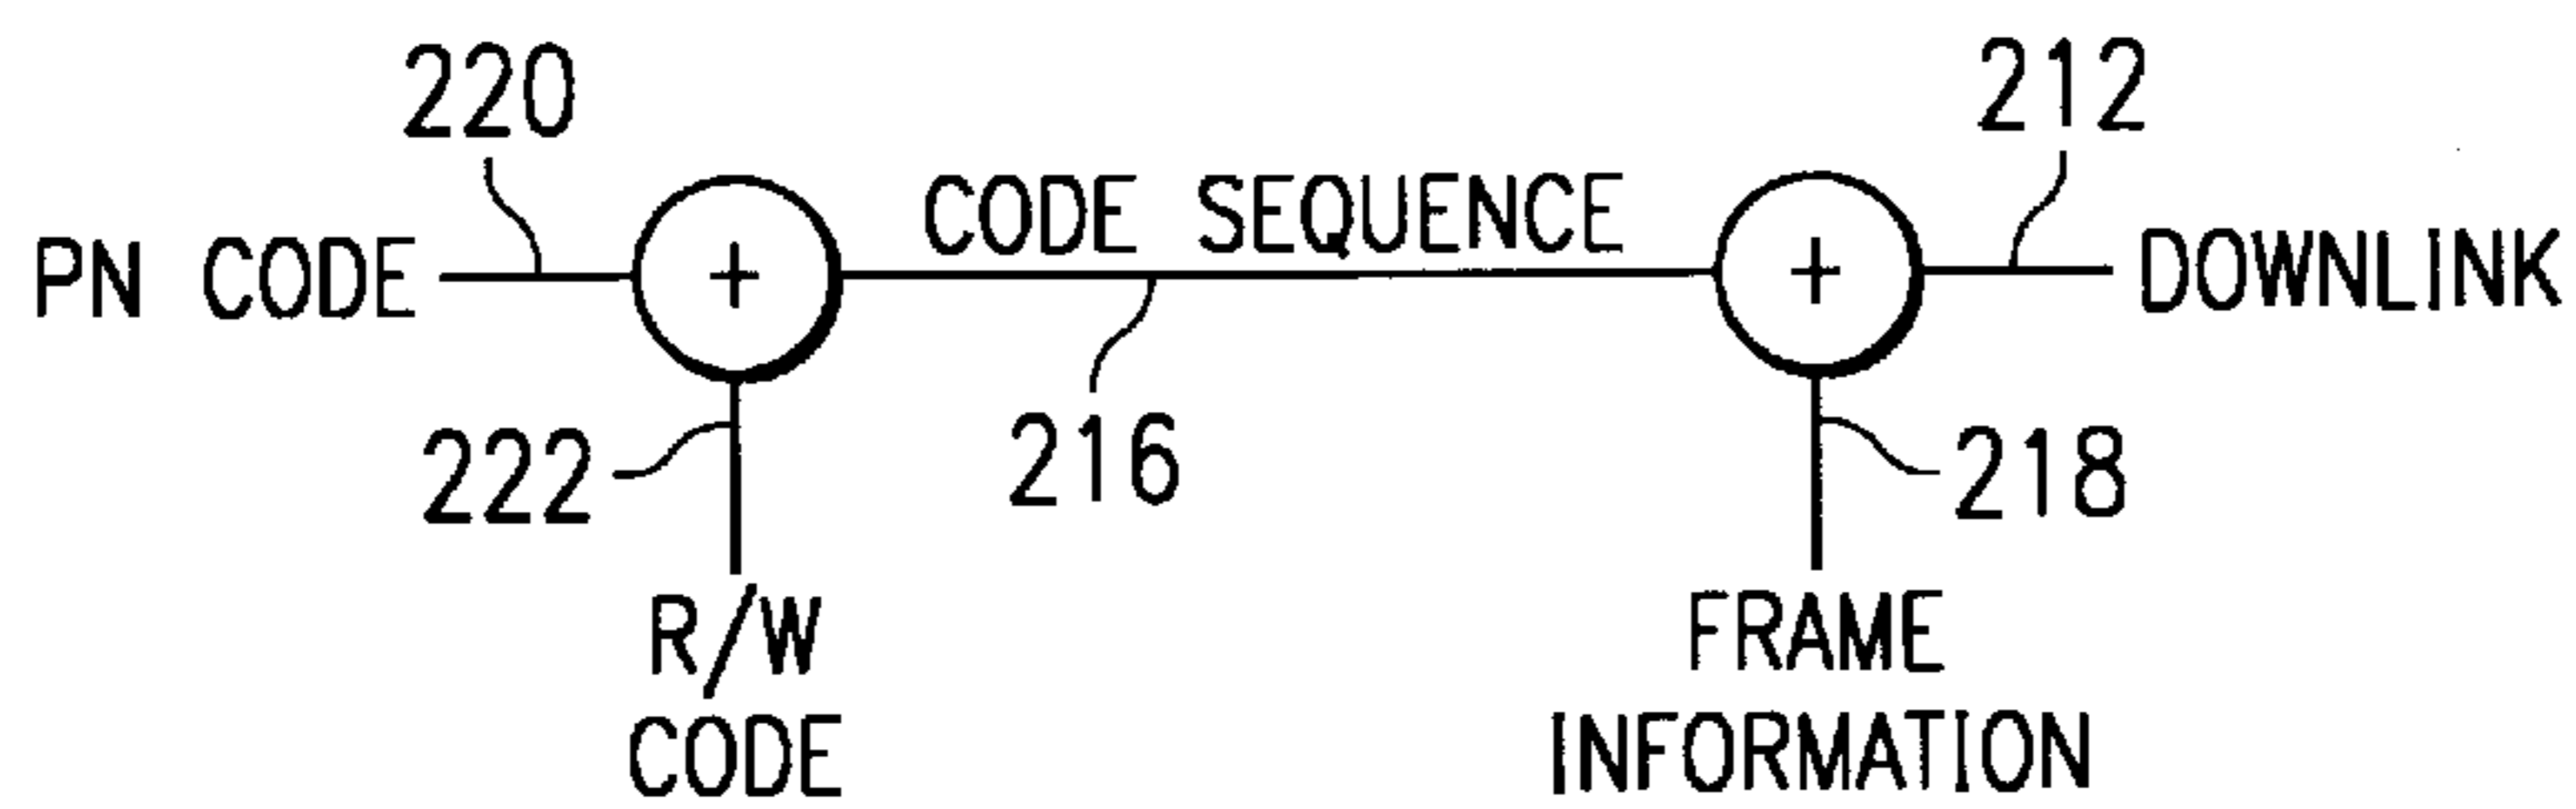 220
212
PN CODE
+
CODE SEQUENCE
+
DOWNLINK
222
216
218
R/W
CODE
FRAME
INFORMATION